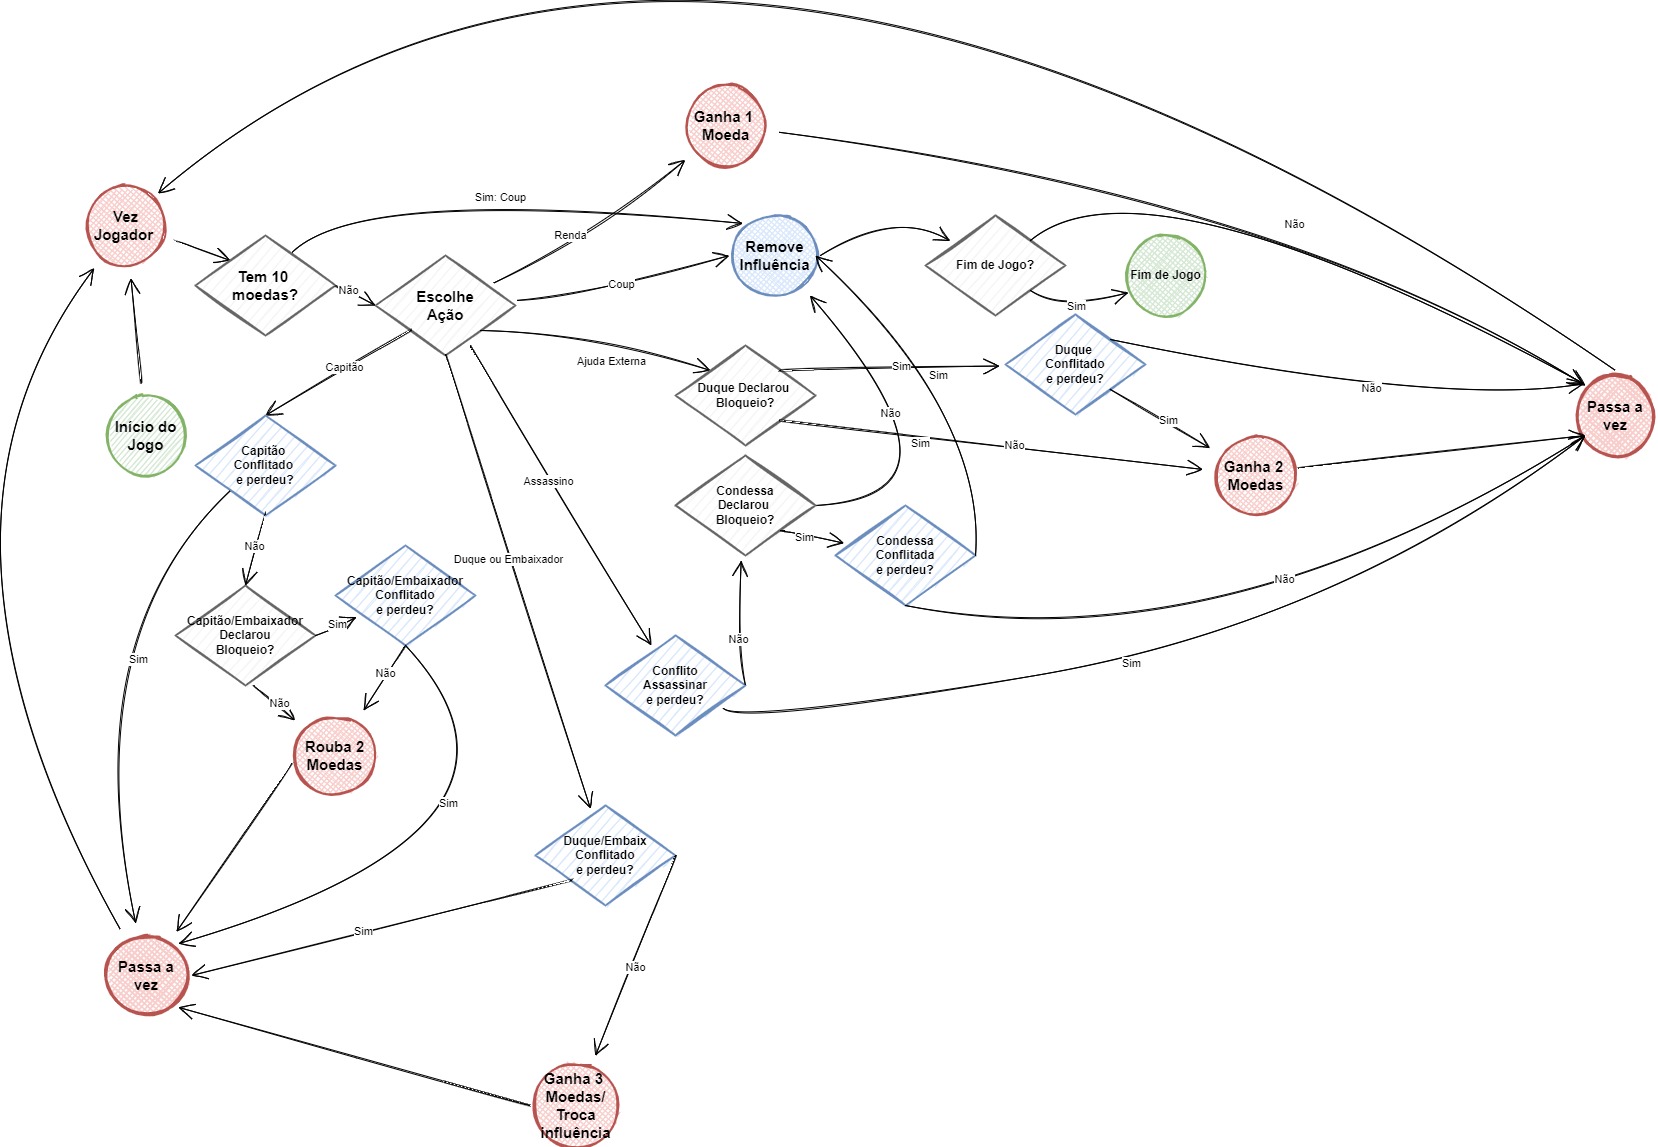 Ganha 1
Moeda
Vez
Jogador
Sim: Coup
Não
Renda
Remove
Influência
Fim de Jogo?
Fim de Jogo
Tem 10
moedas?
Não
Escolhe
Ação
Coup
Sim
Capitão
Ajuda Externa
Duque Declarou
Bloqueio?
Sim
Sim
Duque
Conflitado
e perdeu?
Não
Passa a
vez
Início do
Jogo
Não
Sim
Sim
Não
Ganha 2
Moedas
Capitão
Conflitado
e perdeu?
Assassino
Condessa
Declarou
Bloqueio?
Sim
Condessa
Conflitada
e perdeu?
Não
Duque ou Embaixador
Não
Capitão/Embaixador
Conflitado
e perdeu?
Capitão/Embaixador
Declarou
Bloqueio?
Sim
Não
Sim
Sim
Não
Não
Conflito
Assassinar
e perdeu?
Rouba 2
Moedas
Sim
Duque/Embaix
Conflitado
e perdeu?
Sim
Não
Passa a
vez
Ganha 3
Moedas/
Troca
influência